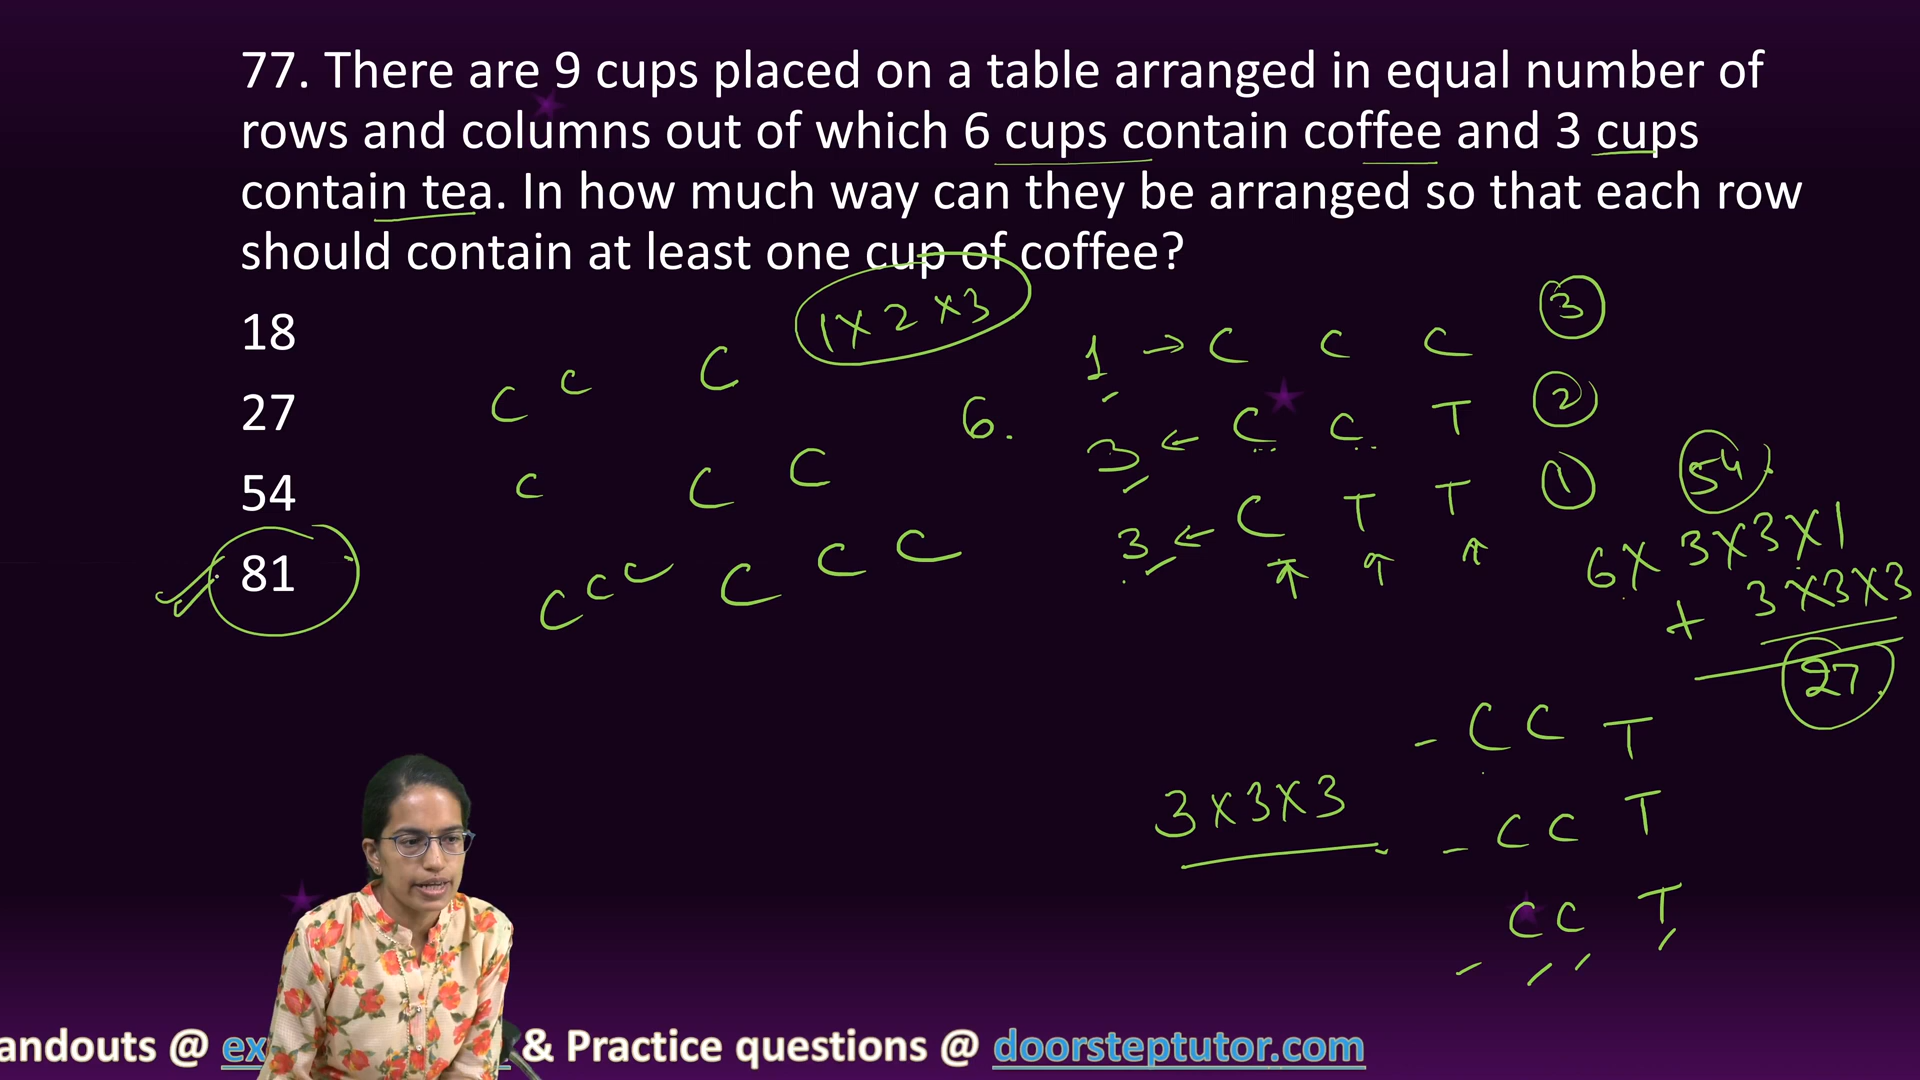 77. There are 9 cups placed on a table arranged in equal number of
rows and columns out of which 6 cups contain coffee and 3 cups
contain tea. In how much way can they be arranged so that each row
should contain at least one cup of coffee?
18
27
54
81
1 x 2 x 3
C C C
C C C
C C C C C C
6.
1 → C C C 3
3 ← C C T 2
3 ← C T T 1
54
6 x 3 x 3 x 1
+ 3 x 3 x 3
27
3 x 3 x 3
- C C T
- C C T
- C C T
andouts @ ex & Practice questions @ doorsteptutor.com